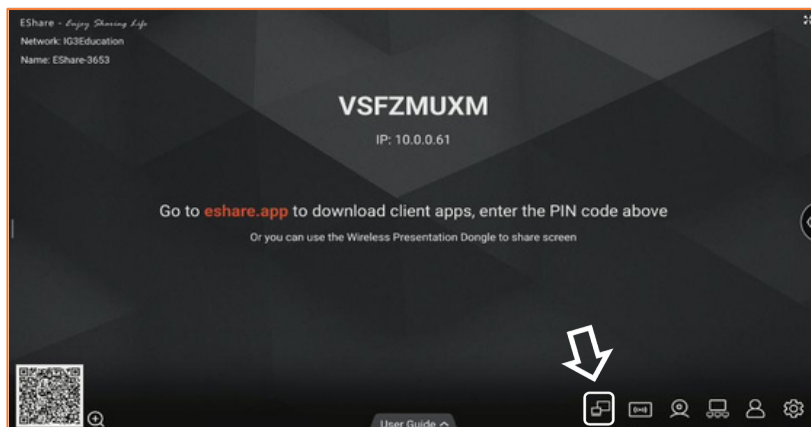 EShare - Enjoy Sharing Life
Network: IG3Education
Name: EShare-3653
VSFZMUXM
IP: 10.0.0.61
Go to eshare.app to download client apps, enter the PIN code above
Or you can use the Wireless Presentation Dongle to share screen
User Guide